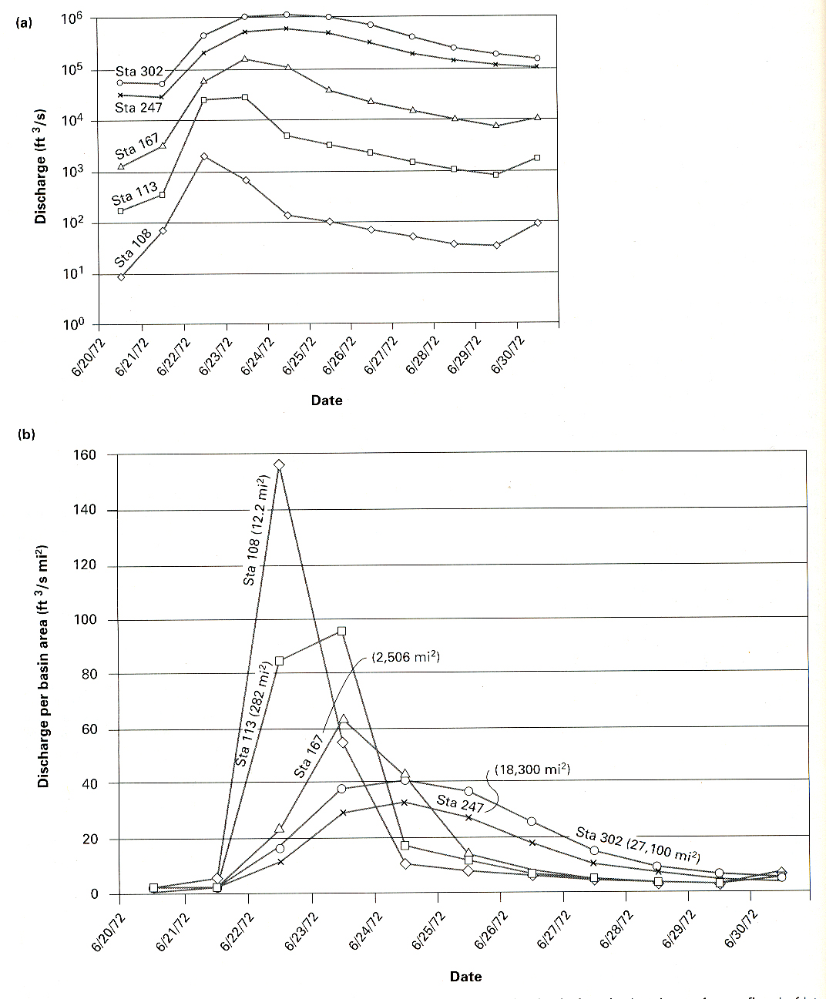 (a)
Discharge (ft ³/s)
10⁶
10⁵
10⁴
10³
10²
10¹
10⁰
Sta 302
Sta 247
Sta 167
Sta 113
Sta 108
6/20/72
6/21/72
6/22/72
6/23/72
6/24/72
6/25/72
6/26/72
6/27/72
6/28/72
6/29/72
6/30/72
Date
(b)
Discharge per basin area (ft ³/s mi²)
160
140
120
100
80
60
40
20
0
Sta 108 (12.2 mi²)
Sta 113 (282 mi²)
Sta 167
(2,506 mi²)
(18,300 mi²)
Sta 247
Sta 302 (27,100 mi²)
6/20/72
6/21/72
6/22/72
6/23/72
6/24/72
6/25/72
6/26/72
6/27/72
6/28/72
6/29/72
6/30/72
Date